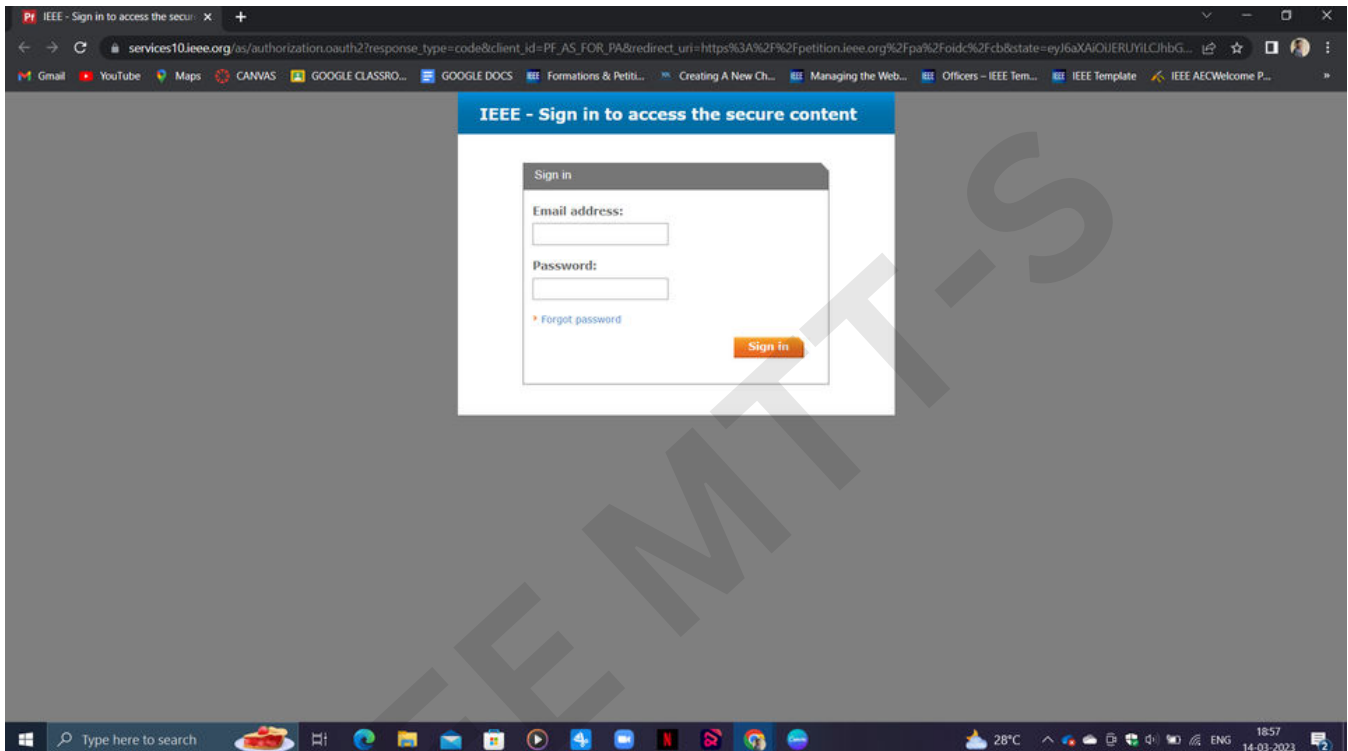 Pf IEEE - Sign in to access the secur
services10.ieee.org/as/authorization.oauth2?response_type=code&client_id=PF_AS_FOR_PA&redirect_uri=https%3A%2F%2Fpetition.ieee.org%2Fpa%2Foidc%2Fcb&state=eyJ6aXAiOiJERUYiLCJhbG...
Gmail YouTube Maps CANVAS GOOGLE CLASSRO... GOOGLE DOCS Formations & Petiti... Creating A New Ch... Managing the Web... Officers – IEEE Tem... IEEE Template IEEE AECWelcome P... »
IEEE - Sign in to access the secure content
Sign in
Email address:
Password:
Forgot password
Sign in
EE MTT-S
Type here to search
28°C ENG 18:57
14-03-2023
2